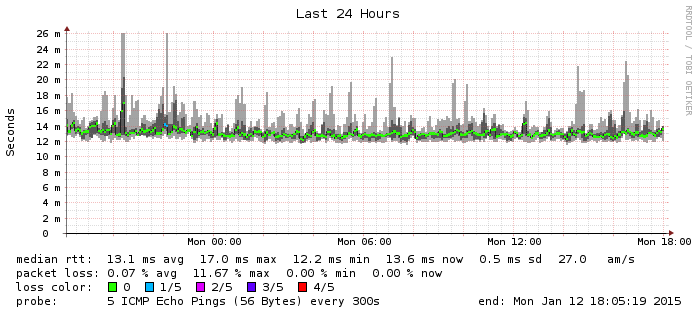 Last 24 Hours
RRDTOOL / TOBI OETIKER
Seconds
26 m
24 m
22 m
20 m
18 m
16 m
14 m
12 m
10 m
8 m
6 m
4 m
2 m
0
Mon 00:00 Mon 06:00 Mon 12:00 Mon 18:00
median rtt: 13.1 ms avg 17.0 ms max 12.2 ms min 13.6 ms now 0.5 ms sd 27.0 am/s
packet loss: 0.07 % avg 11.67 % max 0.00 % min 0.00 % now
loss color: 0 1/5 2/5 3/5 4/5
probe: 5 ICMP Echo Pings (56 Bytes) every 300s end: Mon Jan 12 18:05:19 2015